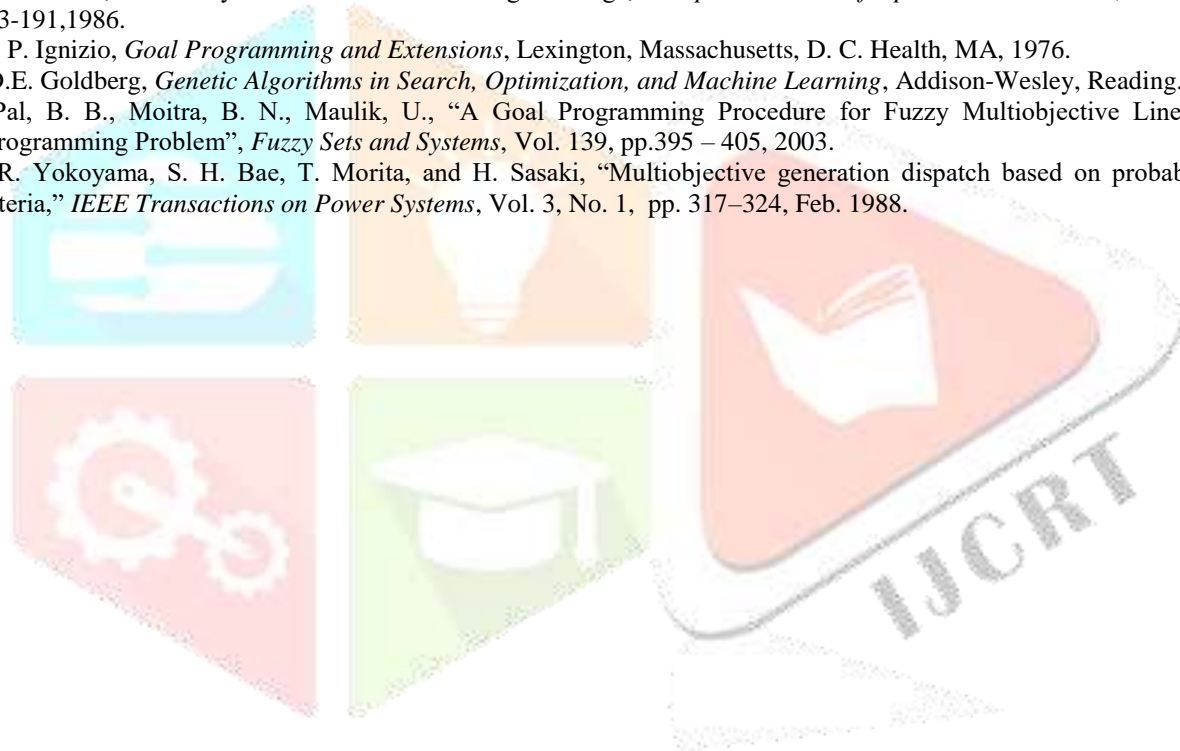 3-191,1986.
P. Ignizio, Goal Programming and Extensions, Lexington, Massachusetts, D. C. Health, MA, 1976.
D.E. Goldberg, Genetic Algorithms in Search, Optimization, and Machine Learning, Addison-Wesley, Reading.
Pal, B. B., Moitra, B. N., Maulik, U., “A Goal Programming Procedure for Fuzzy Multiobjective Line
rogramming Problem”, Fuzzy Sets and Systems, Vol. 139, pp.395 – 405, 2003.
R. Yokoyama, S. H. Bae, T. Morita, and H. Sasaki, “Multiobjective generation dispatch based on probab
teria,” IEEE Transactions on Power Systems, Vol. 3, No. 1, pp. 317–324, Feb. 1988.
IJCRT